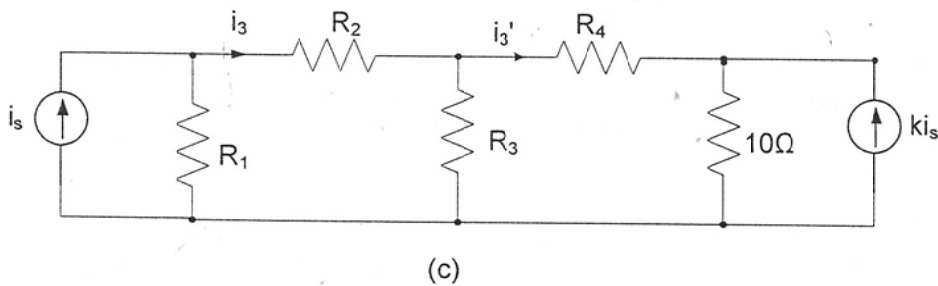 i₃ R₂ i₃' R₄
iₛ R₁ R₃ 10Ω kiₛ
(c)